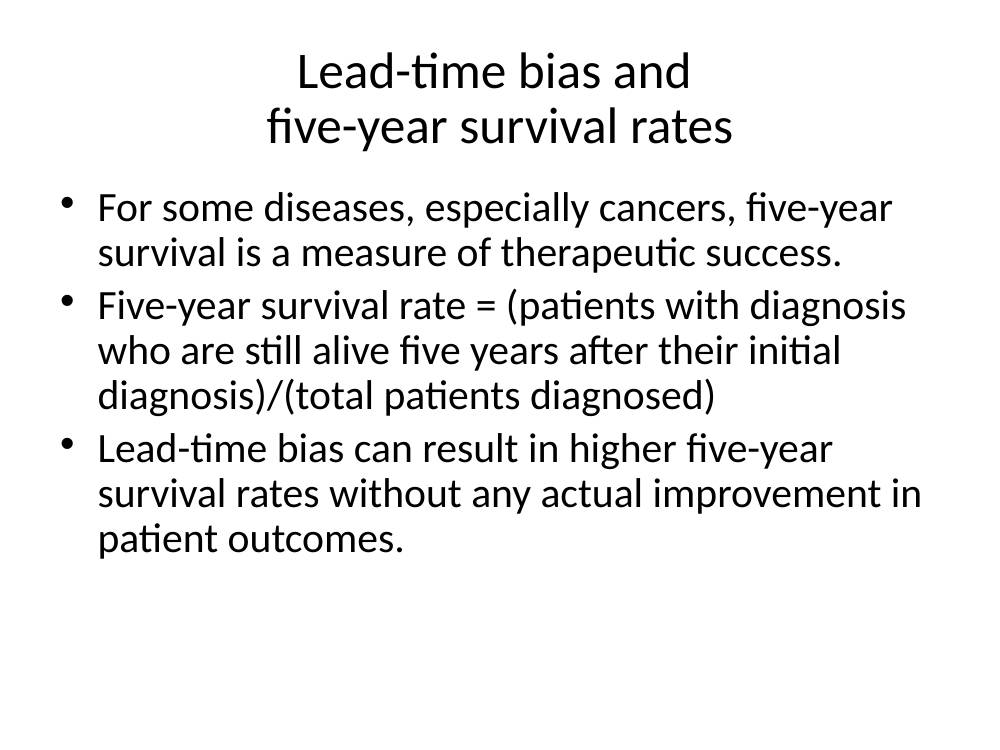 Lead-time bias and
five-year survival rates
• For some diseases, especially cancers, five-year
survival is a measure of therapeutic success.
• Five-year survival rate = (patients with diagnosis
who are still alive five years after their initial
diagnosis)/(total patients diagnosed)
• Lead-time bias can result in higher five-year
survival rates without any actual improvement in
patient outcomes.